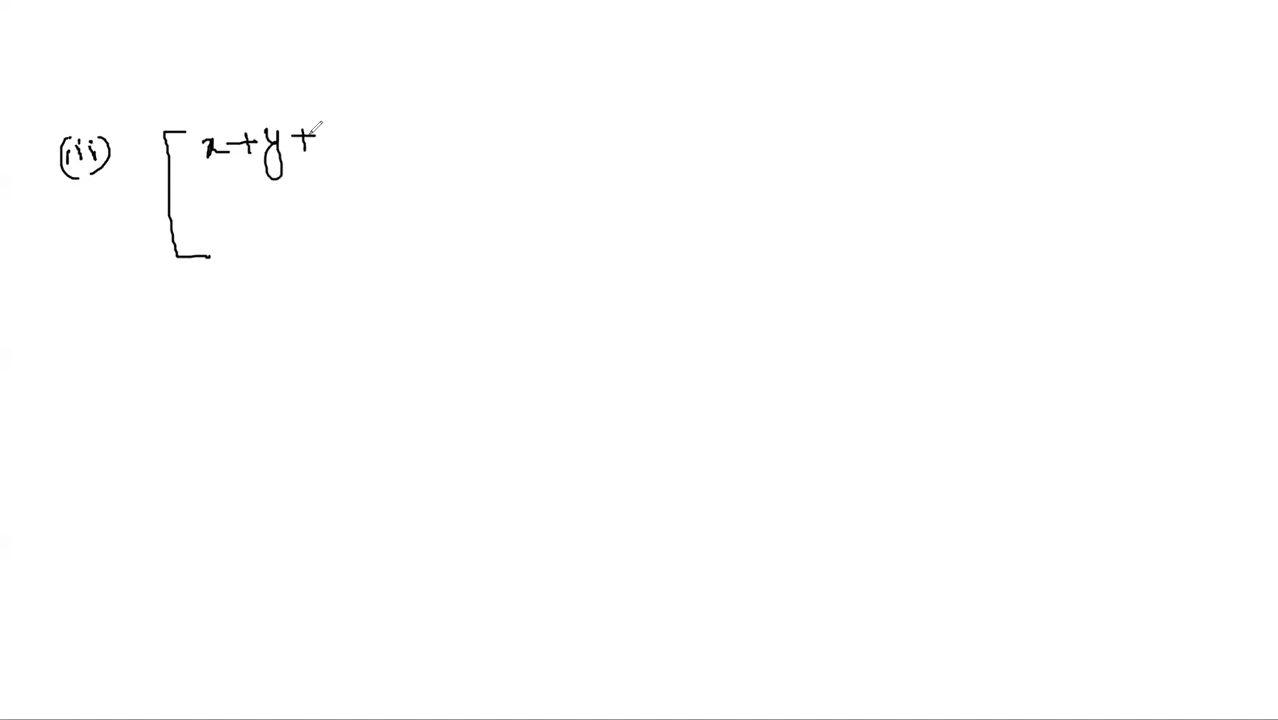 (iii) [ x + y +